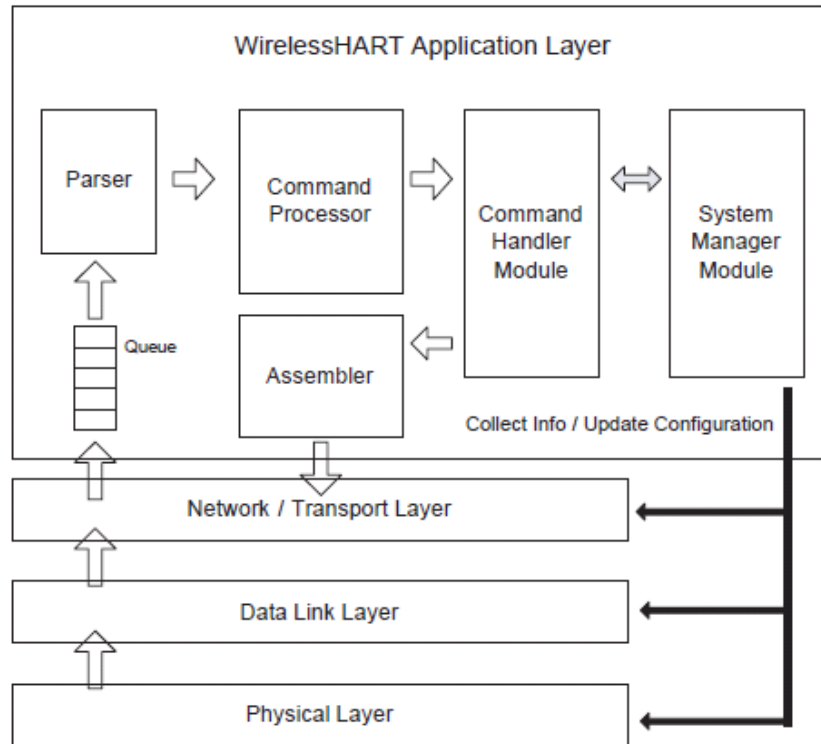 WirelessHART Application Layer
Parser
Command
Processor
Command
Handler
Module
System
Manager
Module
Queue
Assembler
Collect Info / Update Configuration
Network / Transport Layer
Data Link Layer
Physical Layer